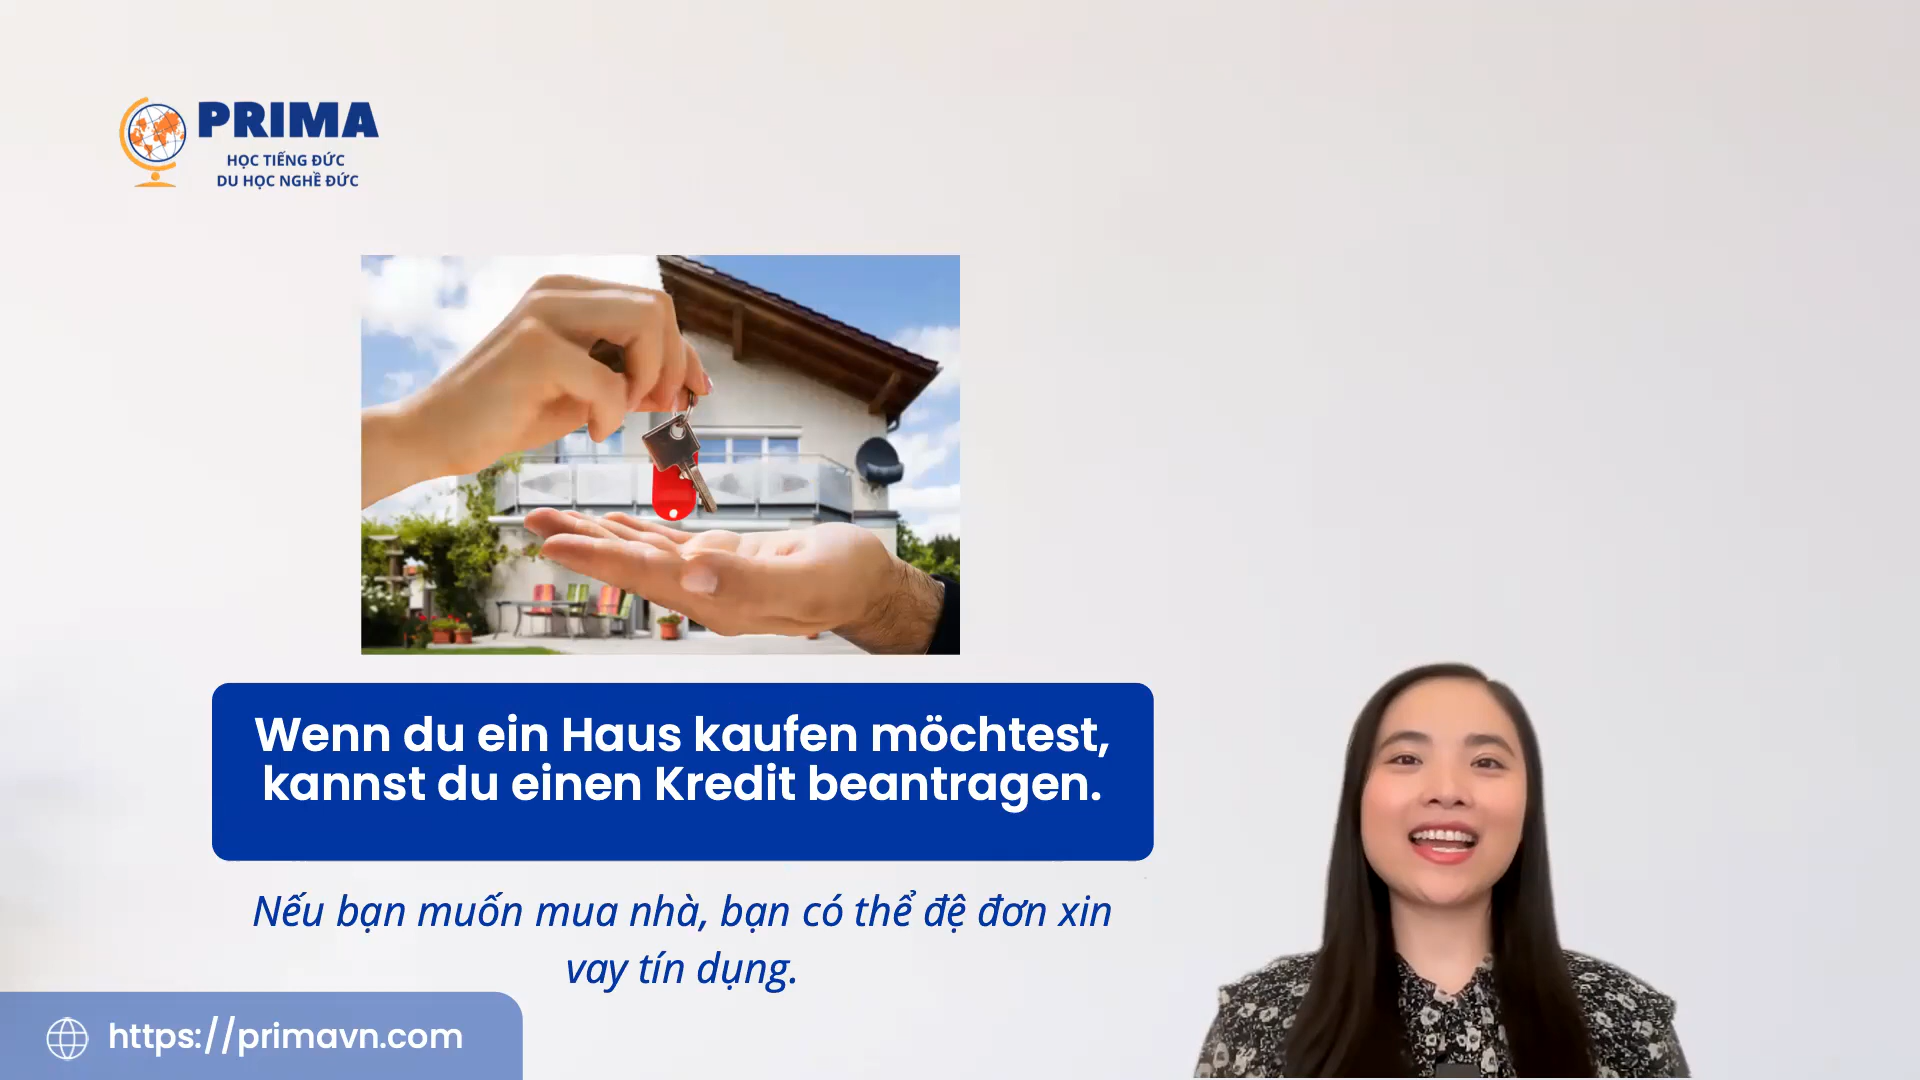 PRIMA
HỌC TIẾNG ĐỨC
DU HỌC NGHỀ ĐỨC
Wenn du ein Haus kaufen möchtest,
kannst du einen Kredit beantragen.
Nếu bạn muốn mua nhà, bạn có thể đệ đơn xin
vay tín dụng.
https://primavn.com